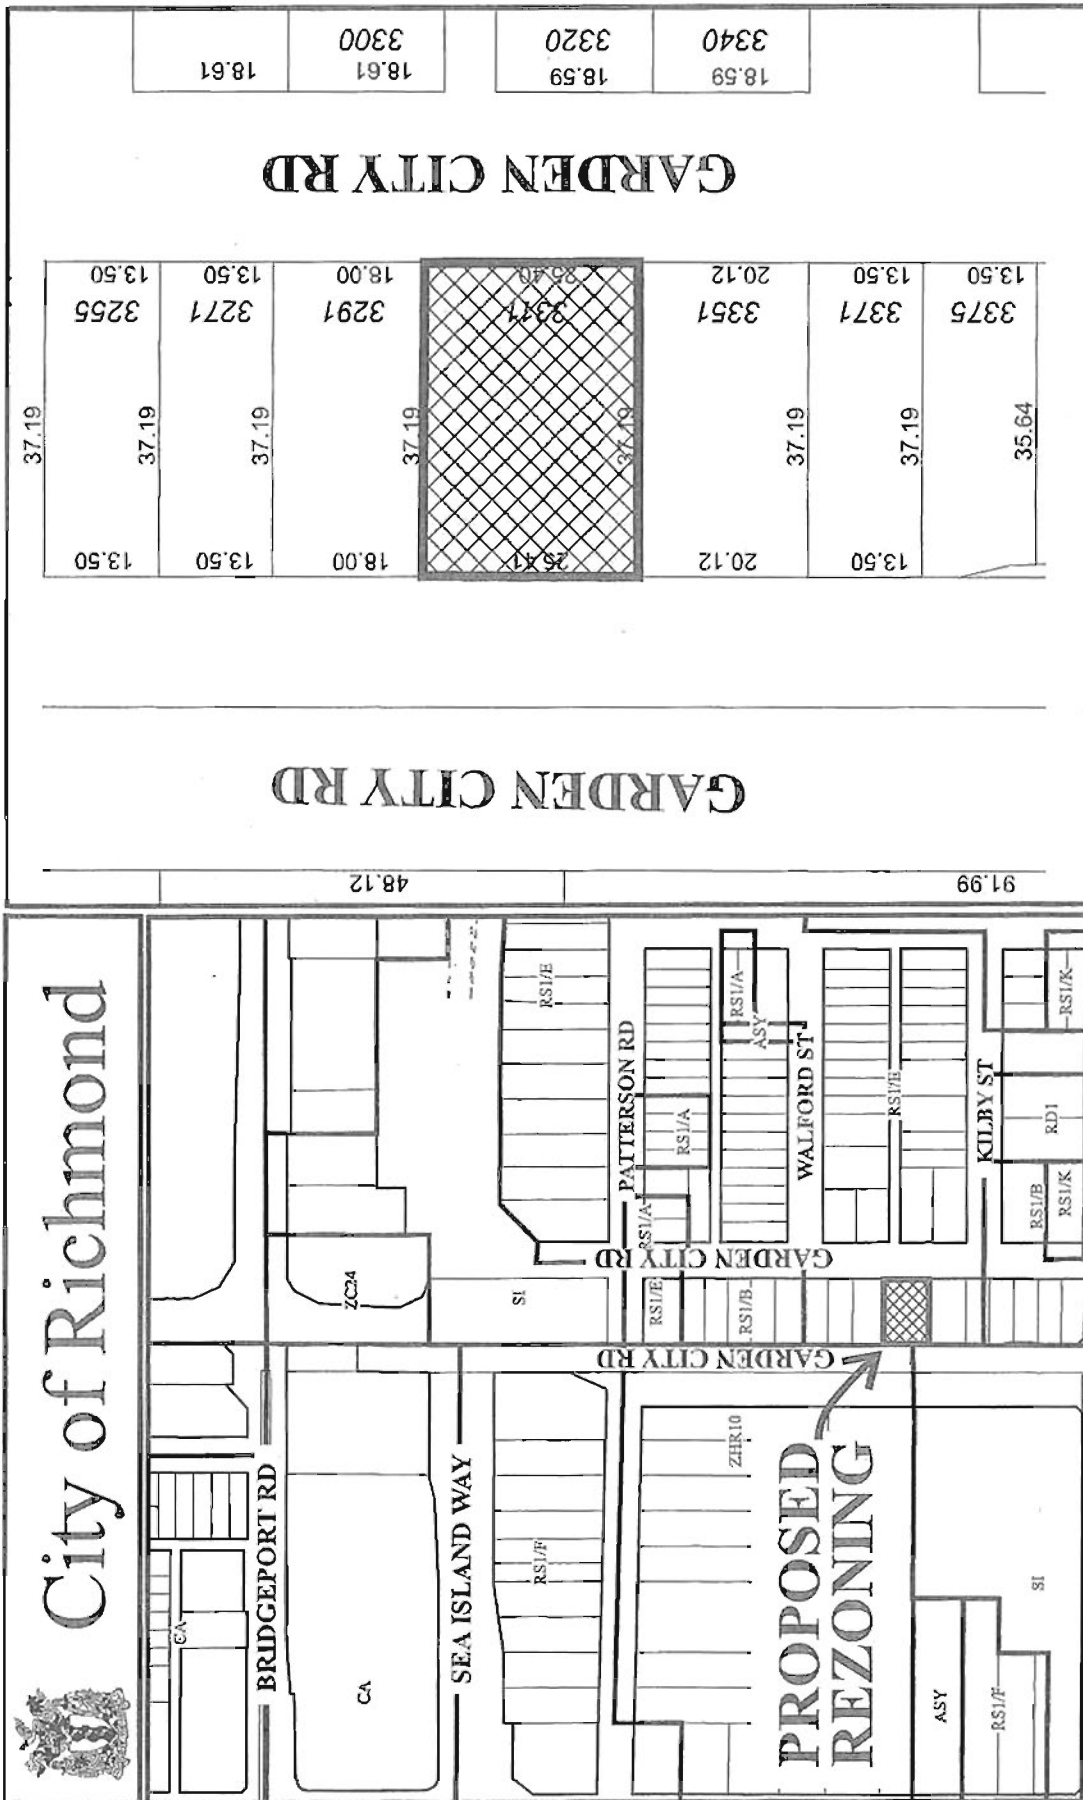 City of Richmond
BRIDGEPORT RD
SEA ISLAND WAY
PATTERSON RD
WALFORD ST
KILBY ST
GARDEN CITY RD
GARDEN CITY RD
CA
CA
ZC24
SI
RS1/E
RS1/F
RS1/A
RS1/E
RS1/B
RS1/A
RS1/A
ASY
RS1/E
ZHR10
RS1/B
RS1/K
RD1
RS1/K
SI
ASY
RS1/F
PROPOSED
REZONING
3300
3320
3340
18.61
18.61
18.59
18.59
GARDEN CITY RD
13.50
13.50
18.00
25.40
20.12
13.50
13.50
3255
3271
3291
3311
3351
3371
3375
37.19
37.19
37.19
37.19
37.19
37.19
37.19
35.64
13.50
13.50
18.00
25.41
20.12
13.50
GARDEN CITY RD
48.12
91.99